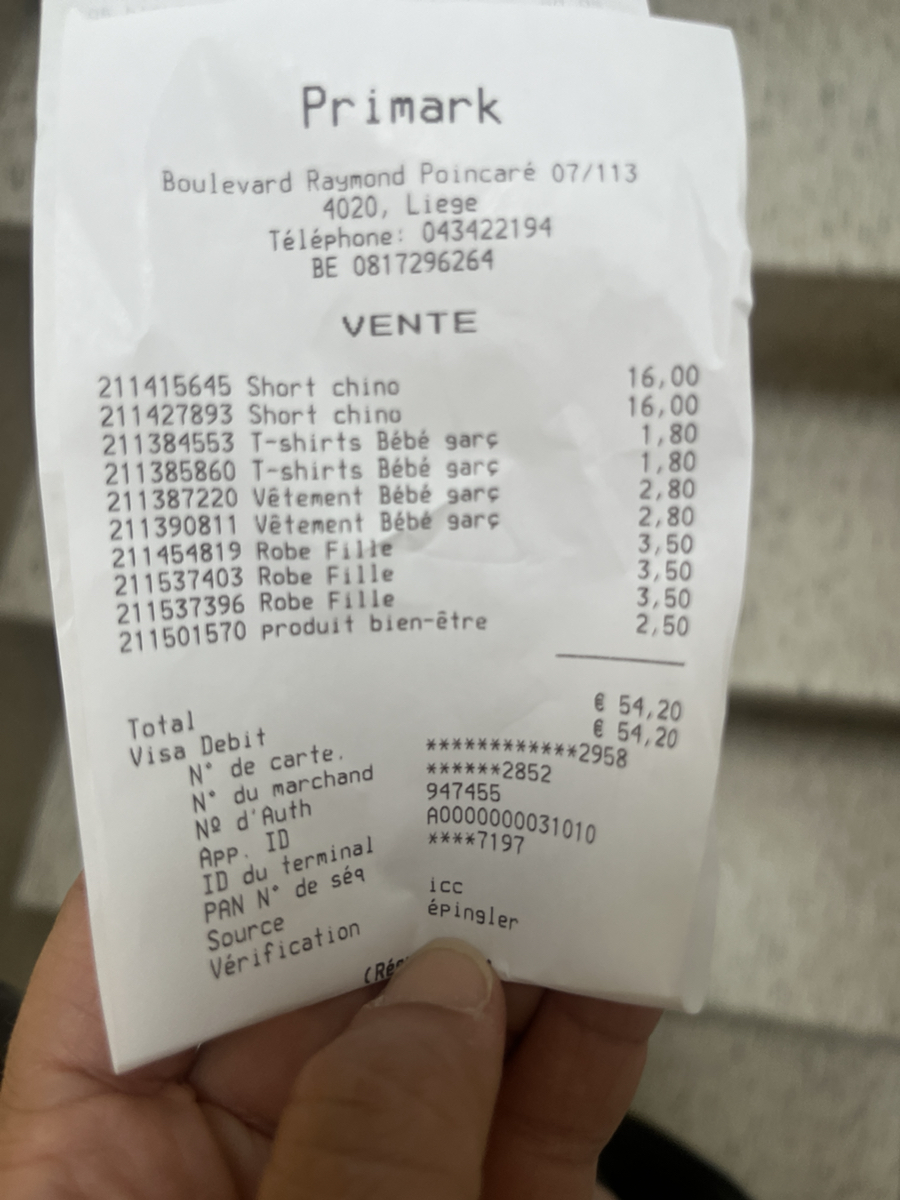 Primark
Boulevard Raymond Poincaré 07/113
4020, Liege
Téléphone: 043422194
BE 0817296264
VENTE
211415645 Short chino 16,00
211427893 Short chino 16,00
211384553 T-shirts Bébé garç 1,80
211385860 T-shirts Bébé garç 1,80
211387220 Vêtement Bébé garç 2,80
211390811 Vêtement Bébé garç 2,80
211454819 Robe Fille 3,50
211537403 Robe Fille 3,50
211537396 Robe Fille 3,50
211501570 produit bien-être 2,50
Total € 54,20
Visa Debit € 54,20
N° de carte. ************2958
N° du marchand ******2852
Nº d'Auth 947455
App. ID A0000000031010
ID du terminal ****7197
PAN N° de séq
Source icc
Vérification épingler